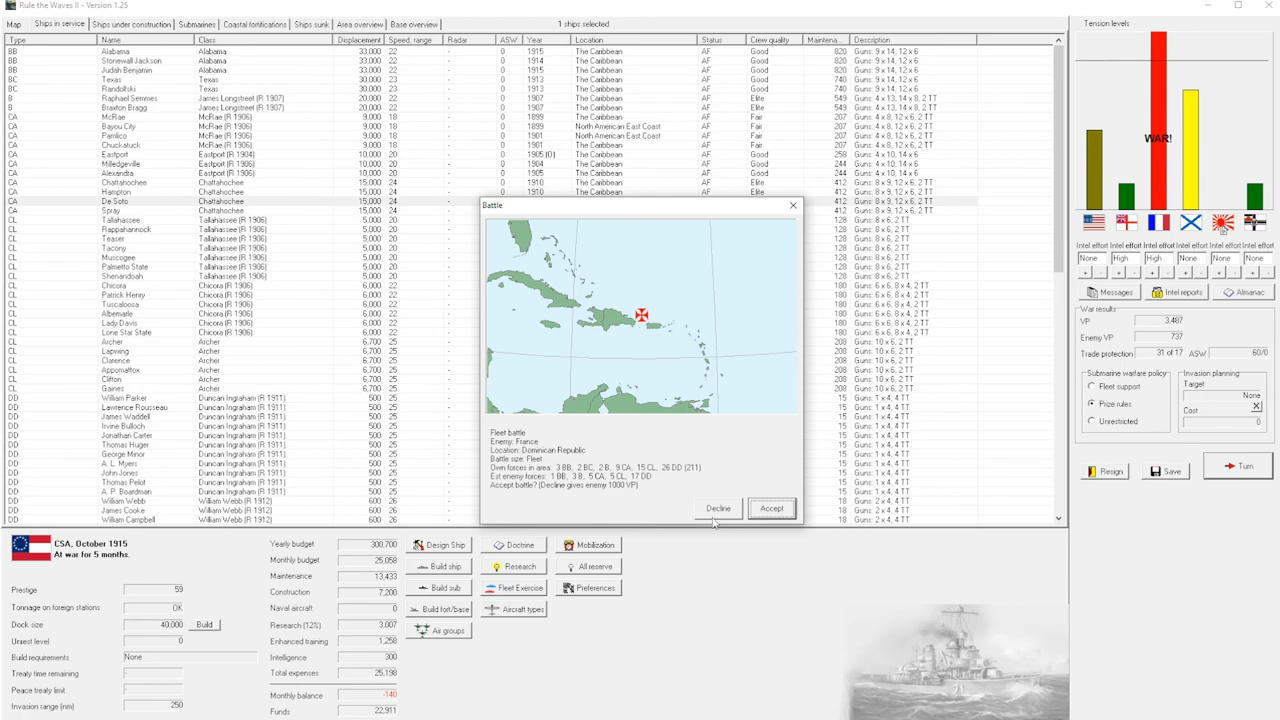 Rule the Waves II - Version 1.25
Map Ships in service Ships under construction Submarines Coastal fortifications Ships sunk Area overview Base overview 1 ships selected
Type Name Class Displacement Speed, range Radar ASW Year Location Status Crew quality Maintena... Description
BB Alabama Alabama 33,000 22 - 0 1915 The Caribbean AF Good 820 Guns: 9 x 14, 12 x 6
BB Stonewall Jackson Alabama 33,000 22 - 0 1914 The Caribbean AF Good 820 Guns: 9 x 14, 12 x 6
BB Judah Benjamin Alabama 33,000 22 - 0 1915 The Caribbean AF Good 820 Guns: 9 x 14, 12 x 6
BC Texas Texas 30,000 23 - 0 1913 The Caribbean AF Good 789 Guns: 9 x 14, 12 x 6
BC Randoltski Texas 30,000 23 - 0 1913 The Caribbean AF Good 789 Guns: 9 x 14, 12 x 6
B Raphael Semmes James Longstreet (R 1907) 20,000 22 - 0 1907 The Caribbean AF Elite 549 Guns: 4 x 13, 14 x 8, 2 TT
B Braxton Bragg James Longstreet (R 1907) 20,000 22 - 0 1907 The Caribbean AF Elite 549 Guns: 4 x 13, 14 x 8, 2 TT
CA McRae McRae (R 1906) 9,000 18 - 0 1899 The Caribbean AF Fair 207 Guns: 4 x 8, 12 x 6, 2 TT
CA Bayou City McRae (R 1906) 9,000 18 - 0 1899 North American East Coast AF Fair 207 Guns: 4 x 8, 12 x 6, 2 TT
CA Pamlico McRae (R 1906) 9,000 18 - 0 1901 North American East Coast AF Fair 207 Guns: 4 x 8, 12 x 6, 2 TT
CA Chuckatuck McRae (R 1906) 9,000 18 - 0 1901 The Caribbean AF Fair 207 Guns: 4 x 8, 12 x 6, 2 TT
CA Eastport Eastport (R 1904) 10,000 20 - 0 1905 (O) The Caribbean AF Good 258 Guns: 4 x 10, 14 x 6
CA Milledgeville Eastport (R 1906) 10,000 20 - 0 1904 The Caribbean AF Good 244 Guns: 4 x 10, 14 x 6
CA Alexandra Eastport (R 1906) 10,000 20 - 0 1905 The Caribbean AF Good 244 Guns: 4 x 10, 14 x 6
CA Chattahoochee Chattahoochee 15,000 24 - 0 1910 The Caribbean AF Good 412 Guns: 8 x 9, 12 x 6, 2 TT
CA Hampton Chattahoochee 15,000 24 - 0 1910 The Caribbean AF Elite 412 Guns: 8 x 9, 12 x 6, 2 TT
CA De Soto Chattahoochee 15,000 24 412 Guns: 8 x 9, 12 x 6, 2 TT
CA Spray Chattahoochee 15,000 24 412 Guns: 8 x 9, 12 x 6, 2 TT
CL Tallahassee Tallahassee (R 1906) 5,000 20 128 Guns: 8 x 6, 2 TT
CL Rappahannock Tallahassee (R 1906) 5,000 20 128 Guns: 8 x 6, 2 TT
CL Teaser Tallahassee (R 1906) 5,000 20 128 Guns: 8 x 6, 2 TT
CL Tacony Tallahassee (R 1906) 5,000 20 128 Guns: 8 x 6, 2 TT
CL Muscogee Tallahassee (R 1906) 5,000 20 128 Guns: 8 x 6, 2 TT
CL Palmetto State Tallahassee (R 1906) 5,000 20 128 Guns: 8 x 6, 2 TT
CL Shenandoah Tallahassee (R 1906) 5,000 20 128 Guns: 8 x 6, 2 TT
CL Chicora Chicora (R 1906) 6,000 22 180 Guns: 6 x 6, 8 x 4, 2 TT
CL Patrick Henry Chicora (R 1906) 6,000 22 180 Guns: 6 x 6, 8 x 4, 2 TT
CL Tuscaloosa Chicora (R 1906) 6,000 22 180 Guns: 6 x 6, 8 x 4, 2 TT
CL Albemarle Chicora (R 1906) 6,000 22 180 Guns: 6 x 6, 8 x 4, 2 TT
CL Lady Davis Chicora (R 1906) 6,000 22 180 Guns: 6 x 6, 8 x 4, 2 TT
CL Lone Star State Chicora (R 1906) 6,000 22 180 Guns: 6 x 6, 8 x 4, 2 TT
CL Archer Archer 6,700 25 208 Guns: 10 x 6, 2 TT
CL Lapwing Archer 6,700 25 208 Guns: 10 x 6, 2 TT
CL Clarence Archer 6,700 25 208 Guns: 10 x 6, 2 TT
CL Appomattox Archer 6,700 25 208 Guns: 10 x 6, 2 TT
CL Clifton Archer 6,700 25 208 Guns: 10 x 6, 2 TT
CL Gaines Archer 6,700 25 208 Guns: 10 x 6, 2 TT
DD William Parker Duncan Ingraham (R 1911) 500 25 15 Guns: 1 x 4, 4 TT
DD Lawrence Rousseau Duncan Ingraham (R 1911) 500 25 15 Guns: 1 x 4, 4 TT
DD James Waddell Duncan Ingraham (R 1911) 500 25 15 Guns: 1 x 4, 4 TT
DD Irvine Bulloch Duncan Ingraham (R 1911) 500 25 15 Guns: 1 x 4, 4 TT
DD Jonathan Carter Duncan Ingraham (R 1911) 500 25 15 Guns: 1 x 4, 4 TT
DD Thomas Huger Duncan Ingraham (R 1911) 500 25 15 Guns: 1 x 4, 4 TT
DD George Minor Duncan Ingraham (R 1911) 500 25 15 Guns: 1 x 4, 4 TT
DD A. L. Myers Duncan Ingraham (R 1911) 500 25 15 Guns: 1 x 4, 4 TT
DD John Jones Duncan Ingraham (R 1911) 500 25 15 Guns: 1 x 4, 4 TT
DD Thomas Pelot Duncan Ingraham (R 1911) 500 25 15 Guns: 1 x 4, 4 TT
DD A. P. Boardman Duncan Ingraham (R 1911) 500 25 15 Guns: 1 x 4, 4 TT
DD William Webb William Webb (R 1912) 600 26 18 Guns: 2 x 4, 4 TT
DD James Cooke William Webb (R 1912) 600 26 18 Guns: 2 x 4, 4 TT
DD William Campbell William Webb (R 1912) 600 26 18 Guns: 2 x 4, 4 TT
Battle
Fleet battle
Enemy: France
Location: Dominican Republic
Battle size: Fleet
Own forces in area: 3 BB, 2 BC, 2 B, 9 CA, 15 CL, 26 DD (211)
Est enemy forces: 1 BB, 3 B, 5 CA, 5 CL, 17 DD
Accept battle? (Decline gives enemy 1000 VP)
Decline Accept
Tension levels
WAR!
Intel effort Intel effort Intel effort Intel effort Intel effort Intel effort
None High High None None None
+ - + - + - + - + - + -
Messages Intel reports Almanac
War results
VP 3,487
Enemy VP 737
Trade protection 31 of 17 ASW 60/0
Submarine warfare policy
Fleet support
Prize rules
Unrestricted
Invasion planning
Target
None
Cost X
0
Resign Save Turn
CSA, October 1915
At war for 5 months.
Prestige 59
Tonnage on foreign stations OK
Dock size 40,000 Build
Unrest level 0
Build requirements None
Treaty time remaining -
Peace treaty limit -
Invasion range (nm) 250
Yearly budget 300,700
Monthly budget 25,058
Maintenance 13,433
Construction 7,200
Naval aircraft 0
Research (12%) 3,007
Enhanced training 1,258
Intelligence 300
Total expenses 25,198
Monthly balance -140
Funds 22,911
Design Ship Doctrine Mobilization
Build ship Research All reserve
Build sub Fleet Exercise Preferences
Build fort/base Aircraft types
Air groups
71